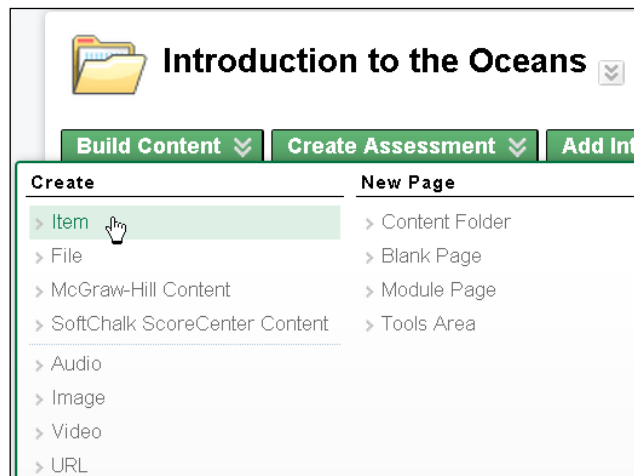 Introduction to the Oceans
Build Content
Create Assessment
Add Int
Create
Item
File
McGraw-Hill Content
SoftChalk ScoreCenter Content
Audio
Image
Video
URL
New Page
Content Folder
Blank Page
Module Page
Tools Area